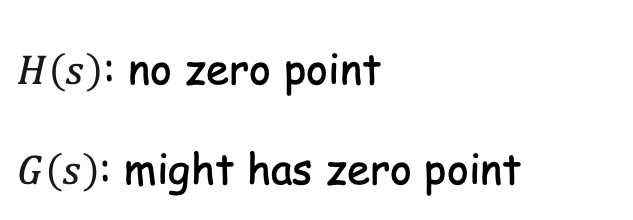 H(s): no zero point
G(s): might has zero point